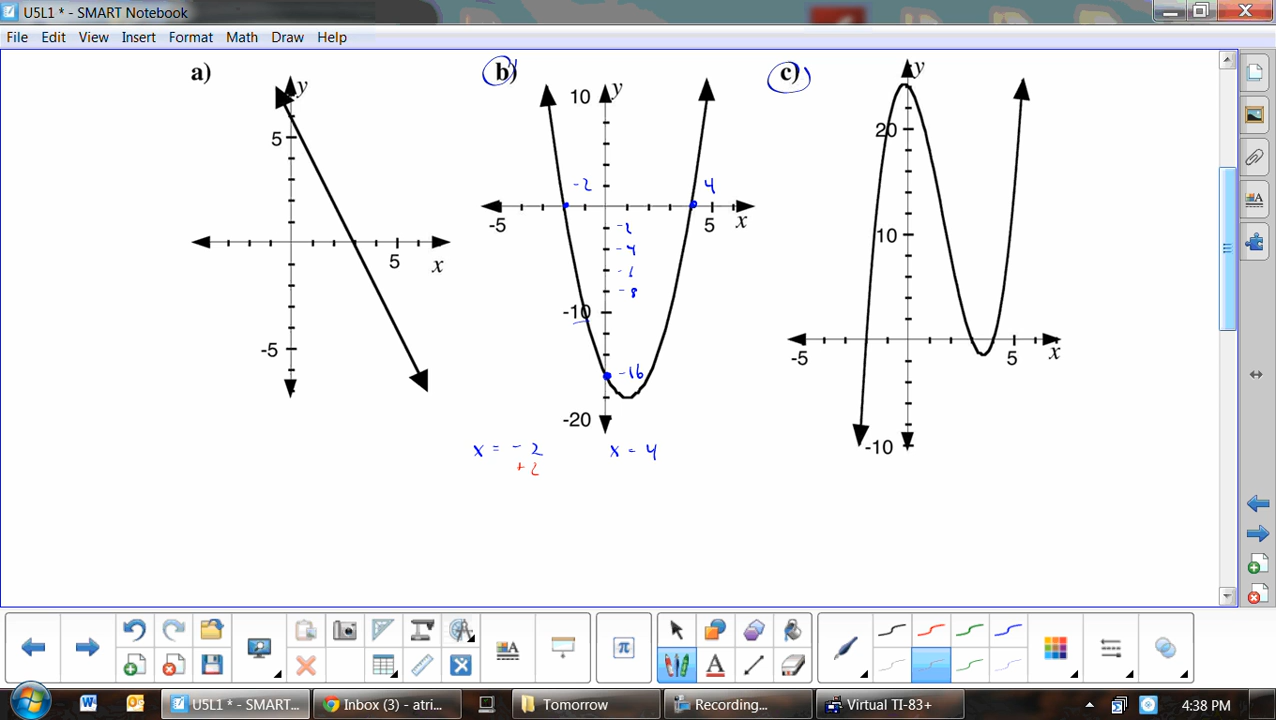 U5L1 * - SMART Notebook
File Edit View Insert Format Math Draw Help
a) b) c)
y
5
5
x
-5
10 y
-2 4
-5 5 x
-2
-4
-6
-8
-10
-16
-20
x = -2 x = 4
+2
y
20
10
-5 5 x
-10
π
A
U5L1 * - SMART... Inbox (3) - atri... Tomorrow Recording... Virtual TI-83+ 4:38 PM